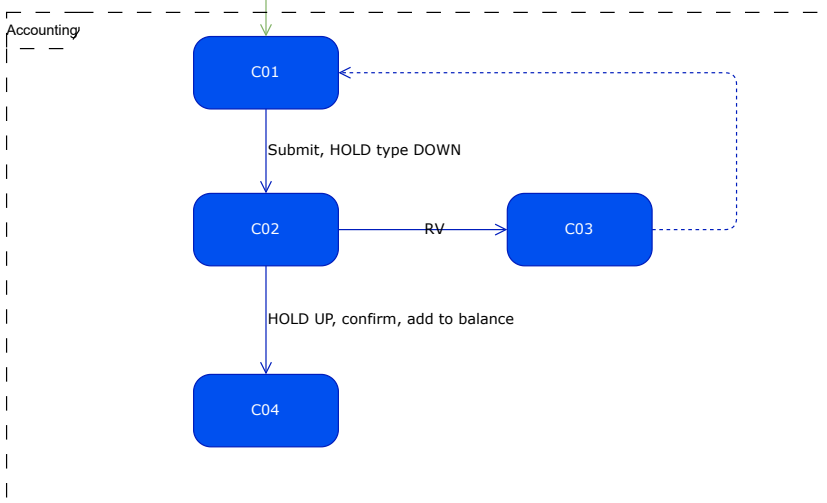 Accounting
C01
Submit, HOLD type DOWN
C02
RV
C03
HOLD UP, confirm, add to balance
C04